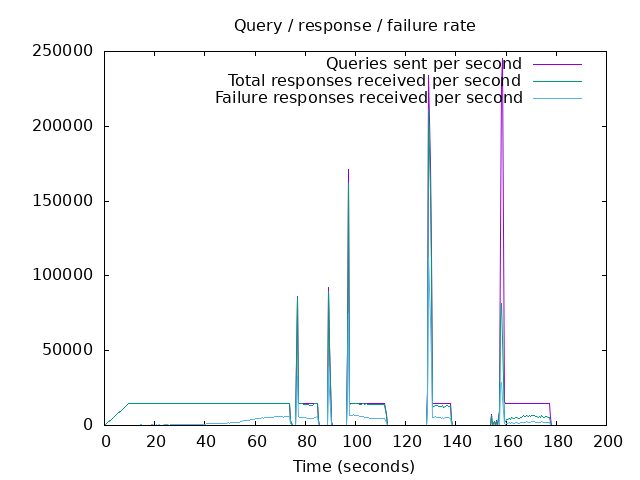 Query / response / failure rate
250000
200000
150000
100000
50000
0
Queries sent per second
Total responses received per second
Failure responses received per second
0 20 40 60 80 100 120 140 160 180 200
Time (seconds)